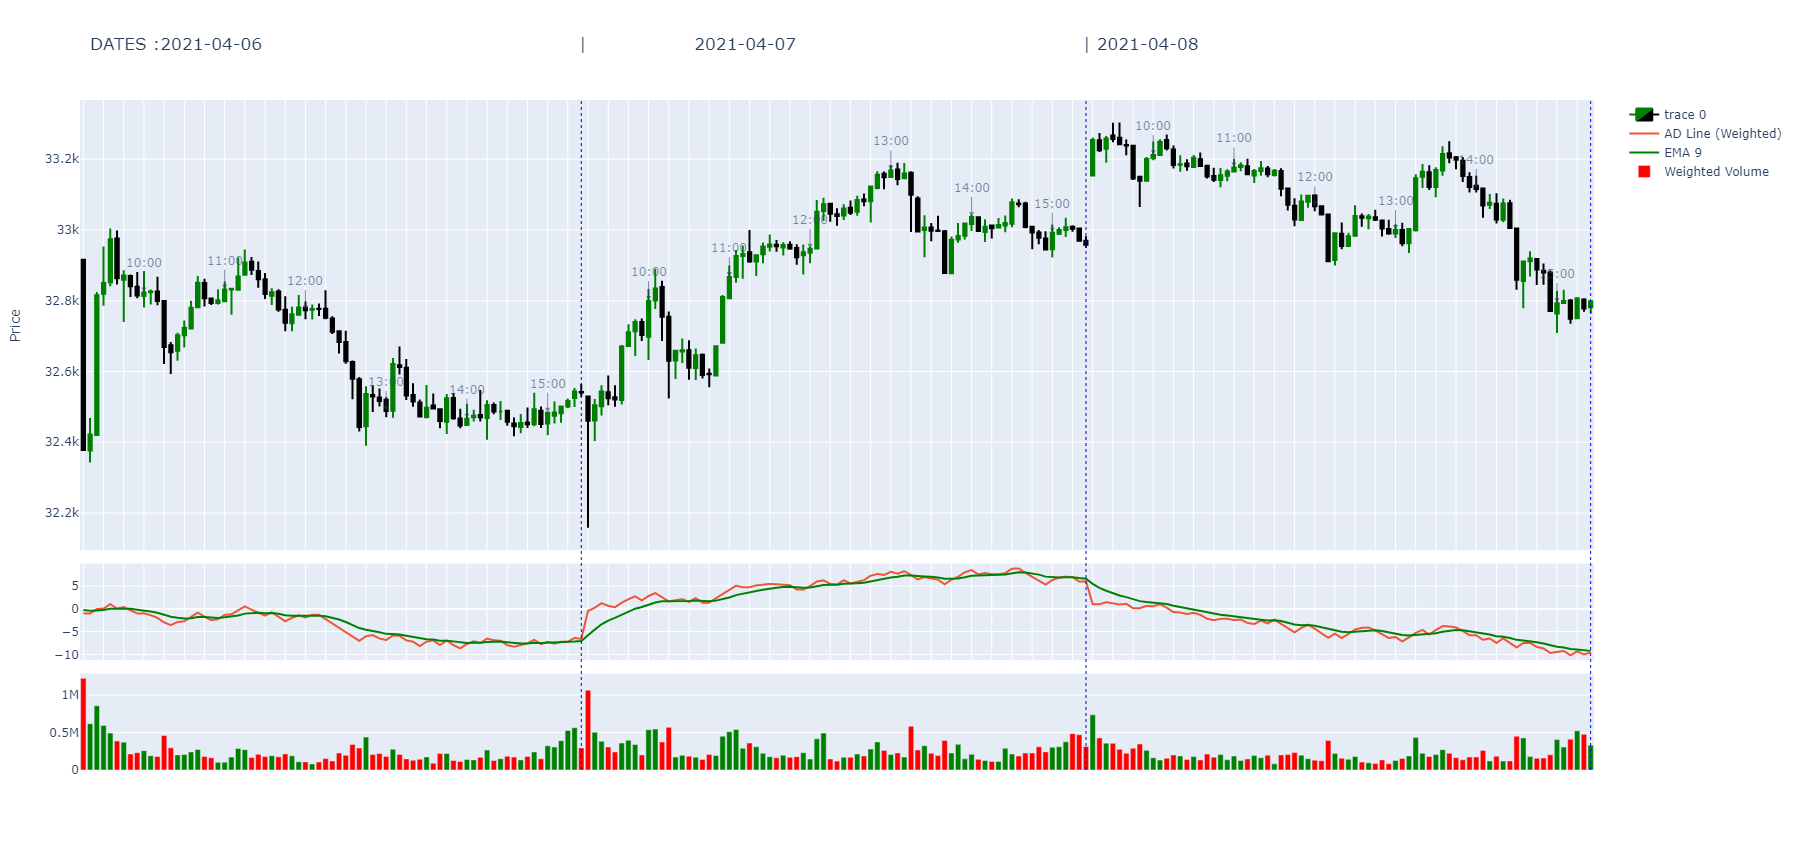 DATES :2021-04-06 | 2021-04-07 | 2021-04-08
trace 0
AD Line (Weighted)
EMA 9
Weighted Volume
Price
33.2k
33k
32.8k
32.6k
32.4k
32.2k
10:00
11:00
12:00
13:00
14:00
15:00
10:00
11:00
12:00
13:00
14:00
15:00
10:00
11:00
12:00
13:00
14:00
15:00
5
0
−5
−10
1M
0.5M
0